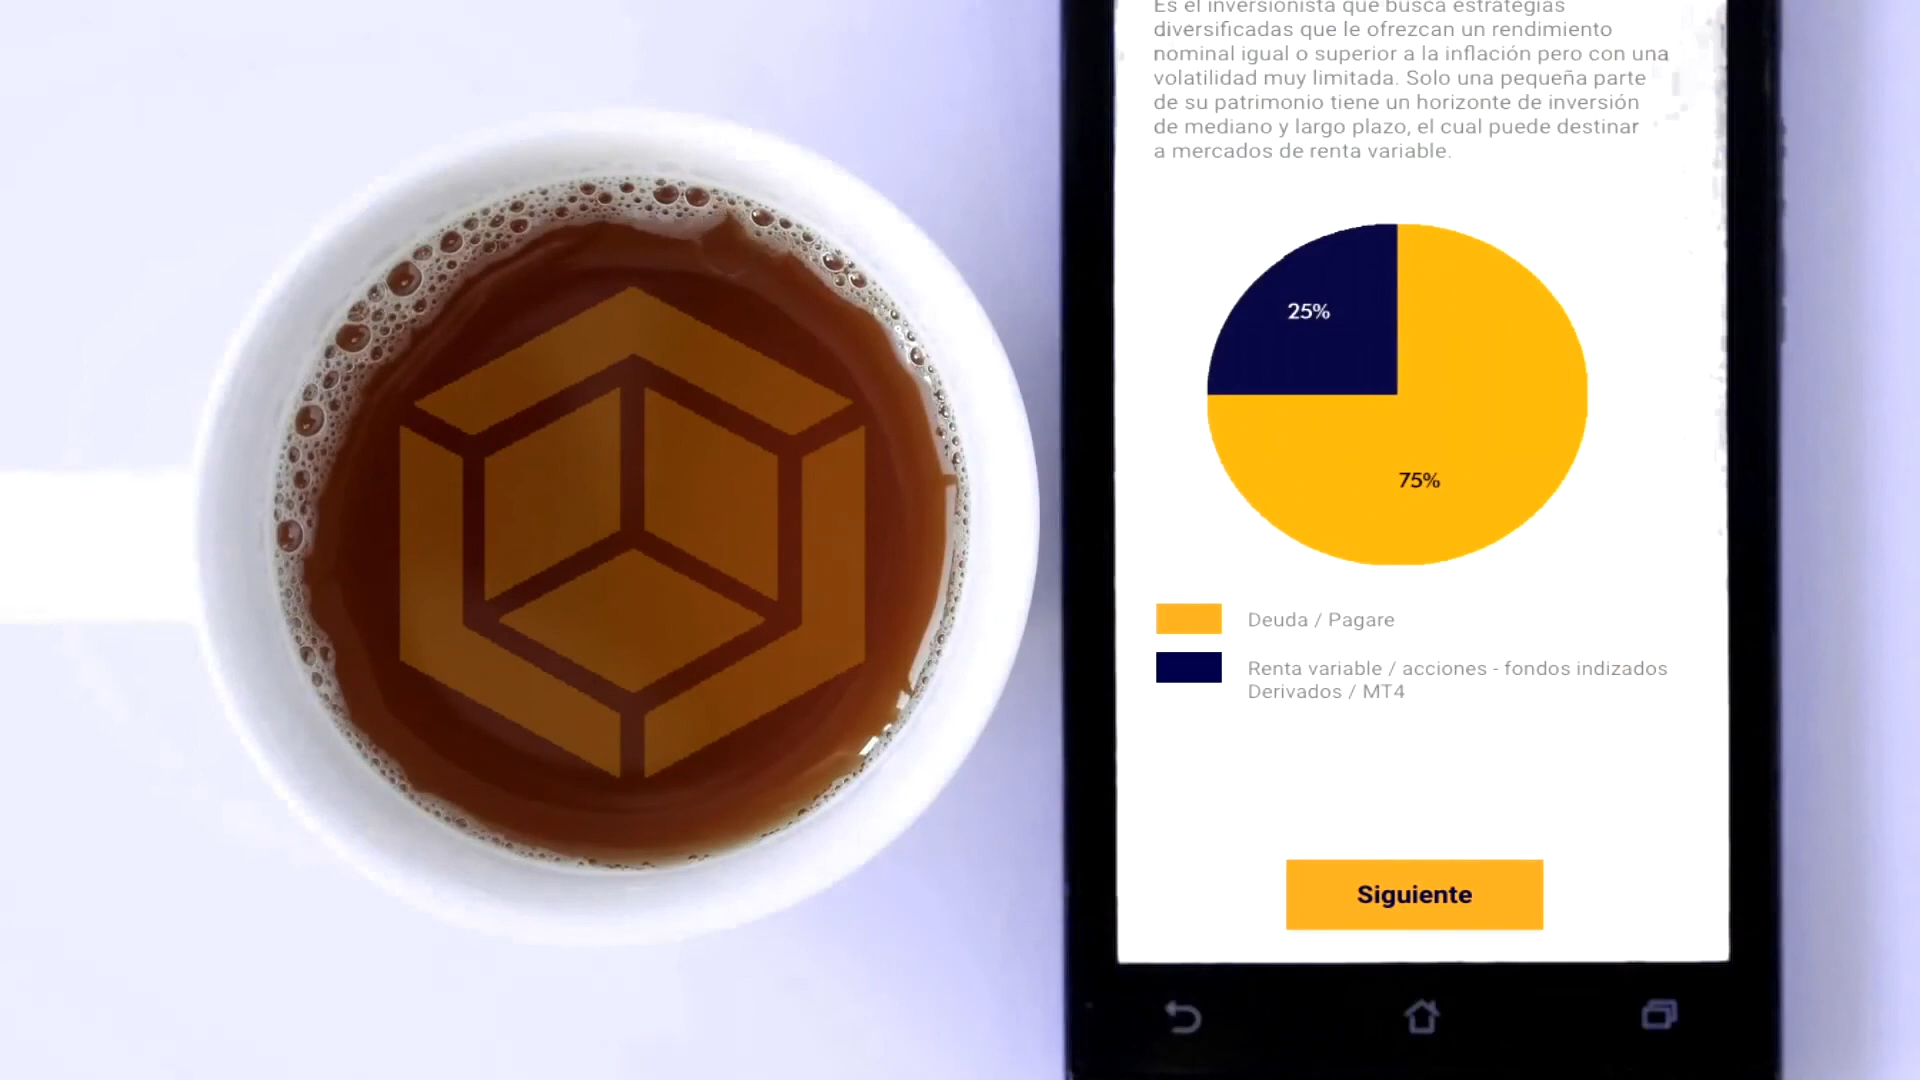 Es el inversionista que busca estrategias
diversificadas que le ofrezcan un rendimiento
nominal igual o superior a la inflación pero con una
volatilidad muy limitada. Solo una pequeña parte
de su patrimonio tiene un horizonte de inversión
de mediano y largo plazo, el cual puede destinar
a mercados de renta variable.
25%
75%
Deuda / Pagare
Renta variable / acciones - fondos indizados
Derivados / MT4
Siguiente